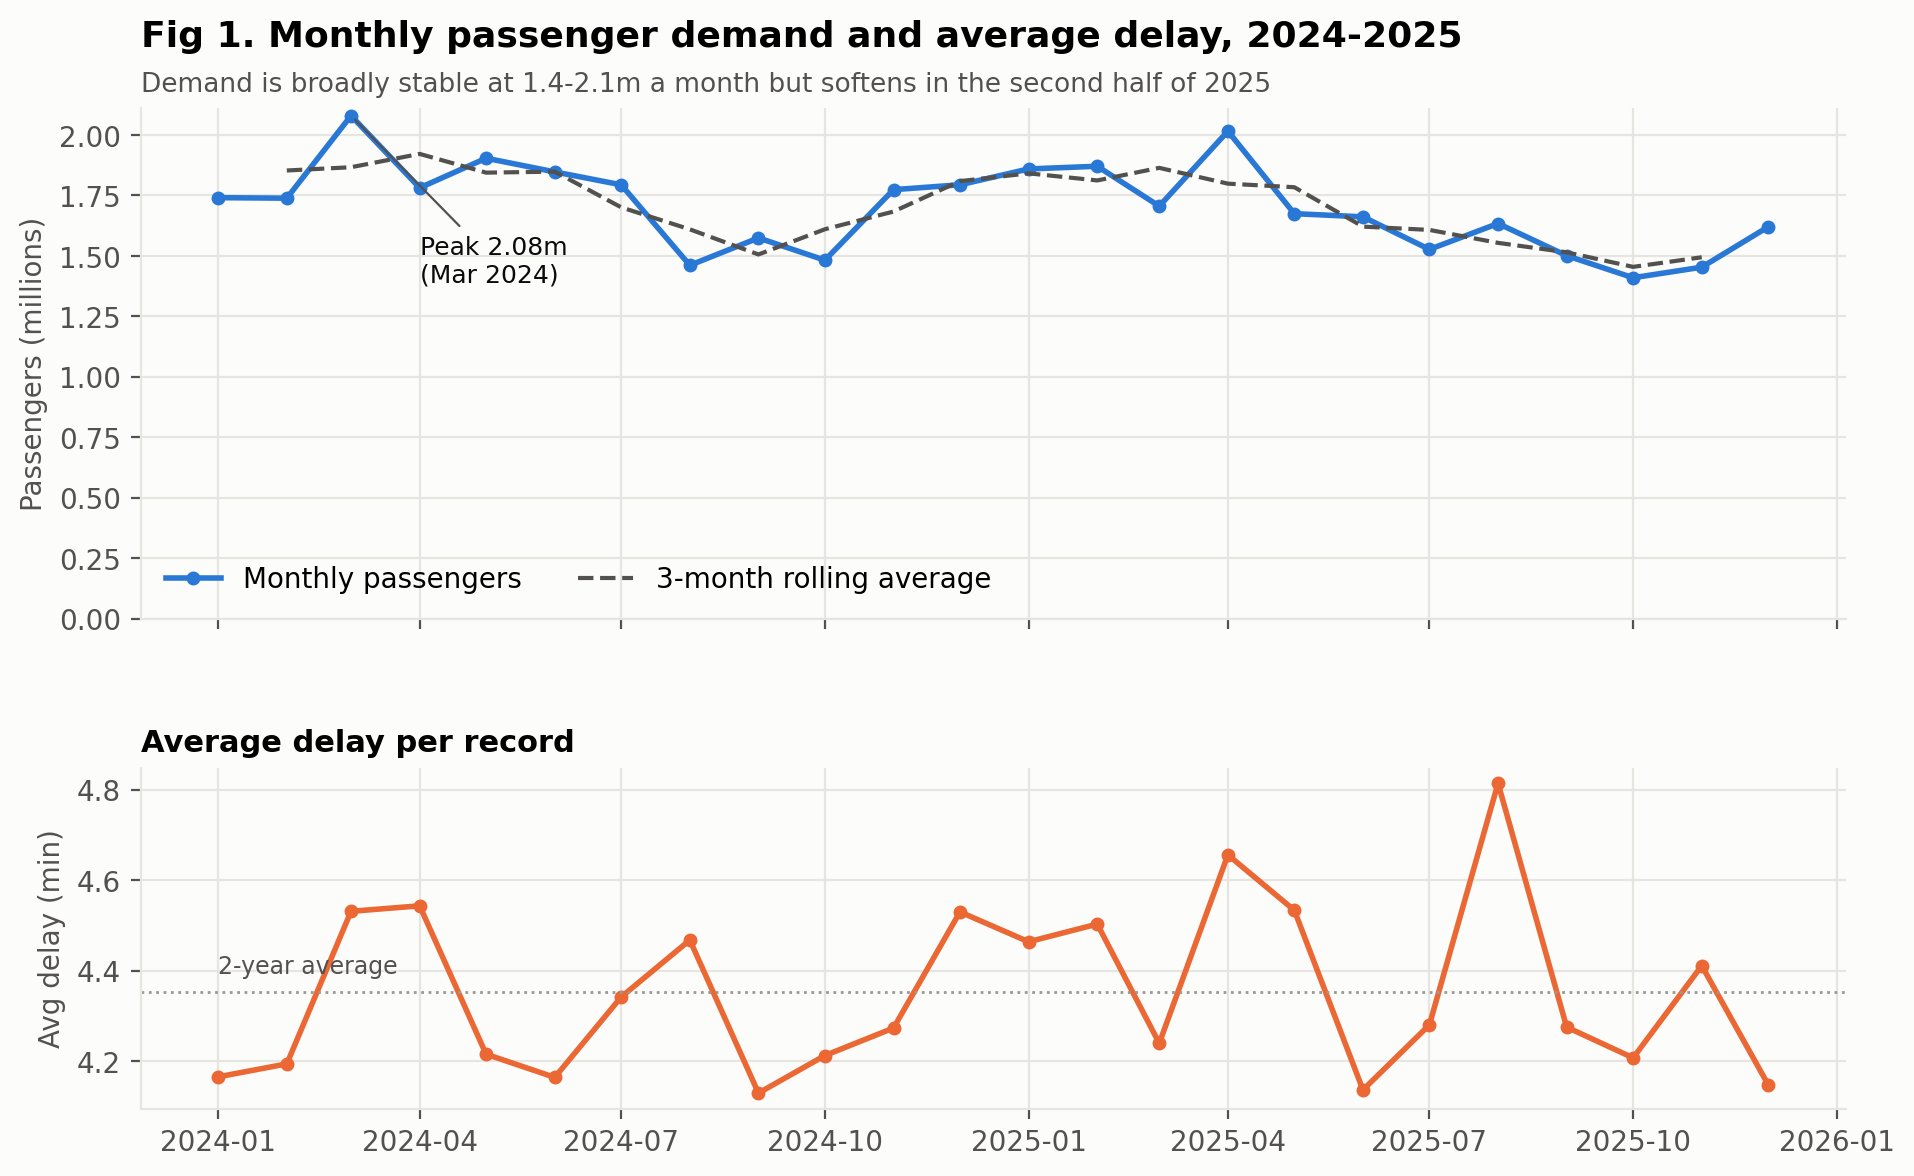 Fig 1. Monthly passenger demand and average delay, 2024-2025
Demand is broadly stable at 1.4-2.1m a month but softens in the second half of 2025
Passengers (millions)
2.00
1.75
1.50
1.25
1.00
0.75
0.50
0.25
0.00
Peak 2.08m
(Mar 2024)
Monthly passengers
3-month rolling average
Average delay per record
Avg delay (min)
4.8
4.6
4.4
4.2
2-year average
2024-01
2024-04
2024-07
2024-10
2025-01
2025-04
2025-07
2025-10
2026-01